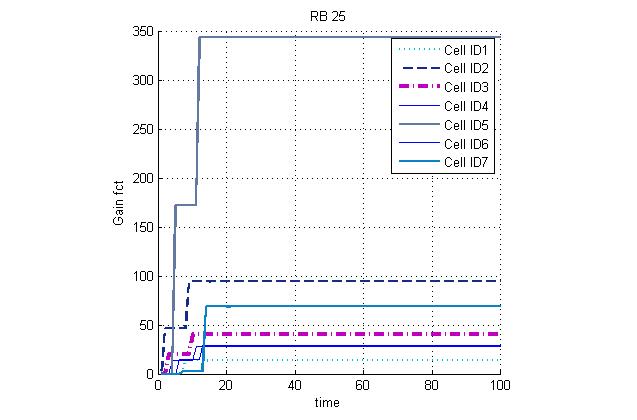 RB 25
350
300
250
200
150
100
50
0
Gain fct
Cell ID1
Cell ID2
Cell ID3
Cell ID4
Cell ID5
Cell ID6
Cell ID7
0 20 40 60 80 100
time